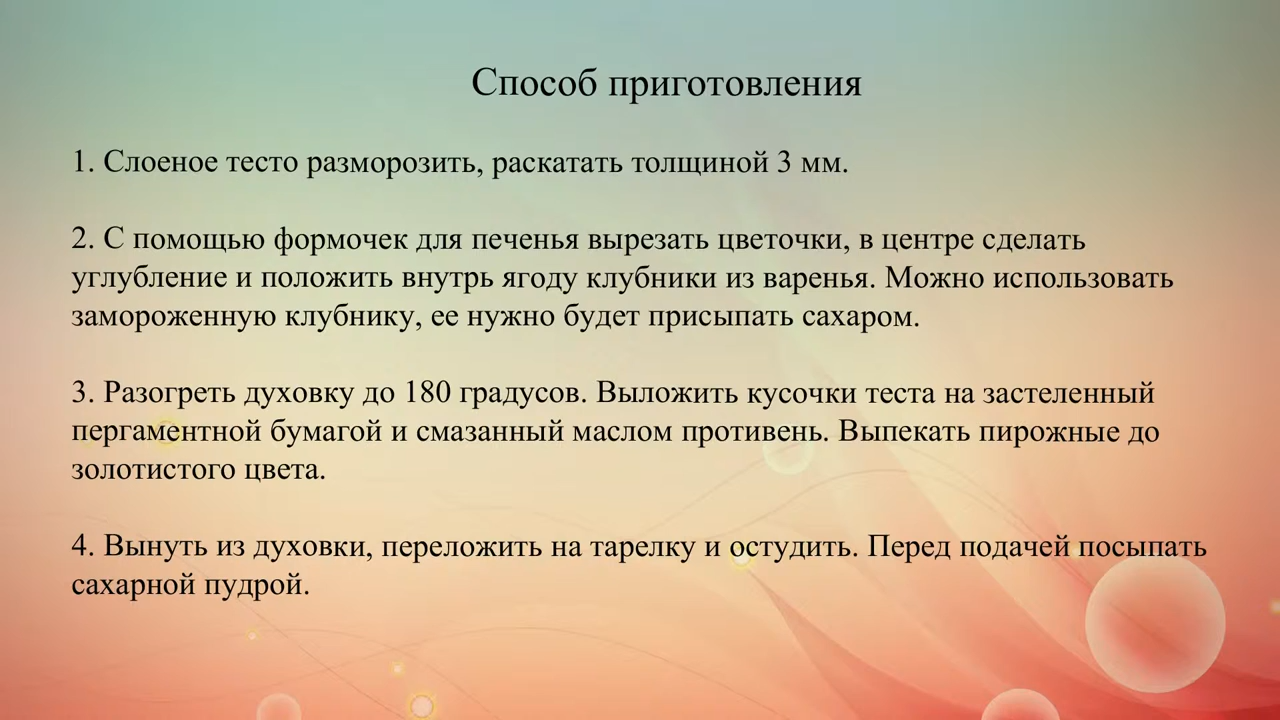 Способ приготовления
1. Слоеное тесто разморозить, раскатать толщиной 3 мм.
2. С помощью формочек для печенья вырезать цветочки, в центре сделать
углубление и положить внутрь ягоду клубники из варенья. Можно использовать
замороженную клубнику, ее нужно будет присыпать сахаром.
3. Разогреть духовку до 180 градусов. Выложить кусочки теста на застеленный
пергаментной бумагой и смазанный маслом противень. Выпекать пирожные до
золотистого цвета.
4. Вынуть из духовки, переложить на тарелку и остудить. Перед подачей посыпать
сахарной пудрой.